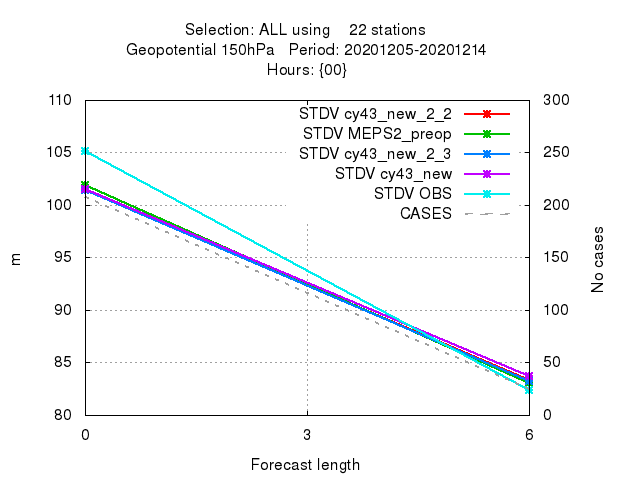 Selection: ALL using    22 stations
Geopotential 150hPa   Period: 20201205-20201214
Hours: {00}
110
105
100
95
90
85
80
m
300
250
200
150
100
50
0
No cases
STDV cy43_new_2_2
STDV MEPS2_preop
STDV cy43_new_2_3
STDV cy43_new
STDV OBS
CASES
0 3 6
Forecast length